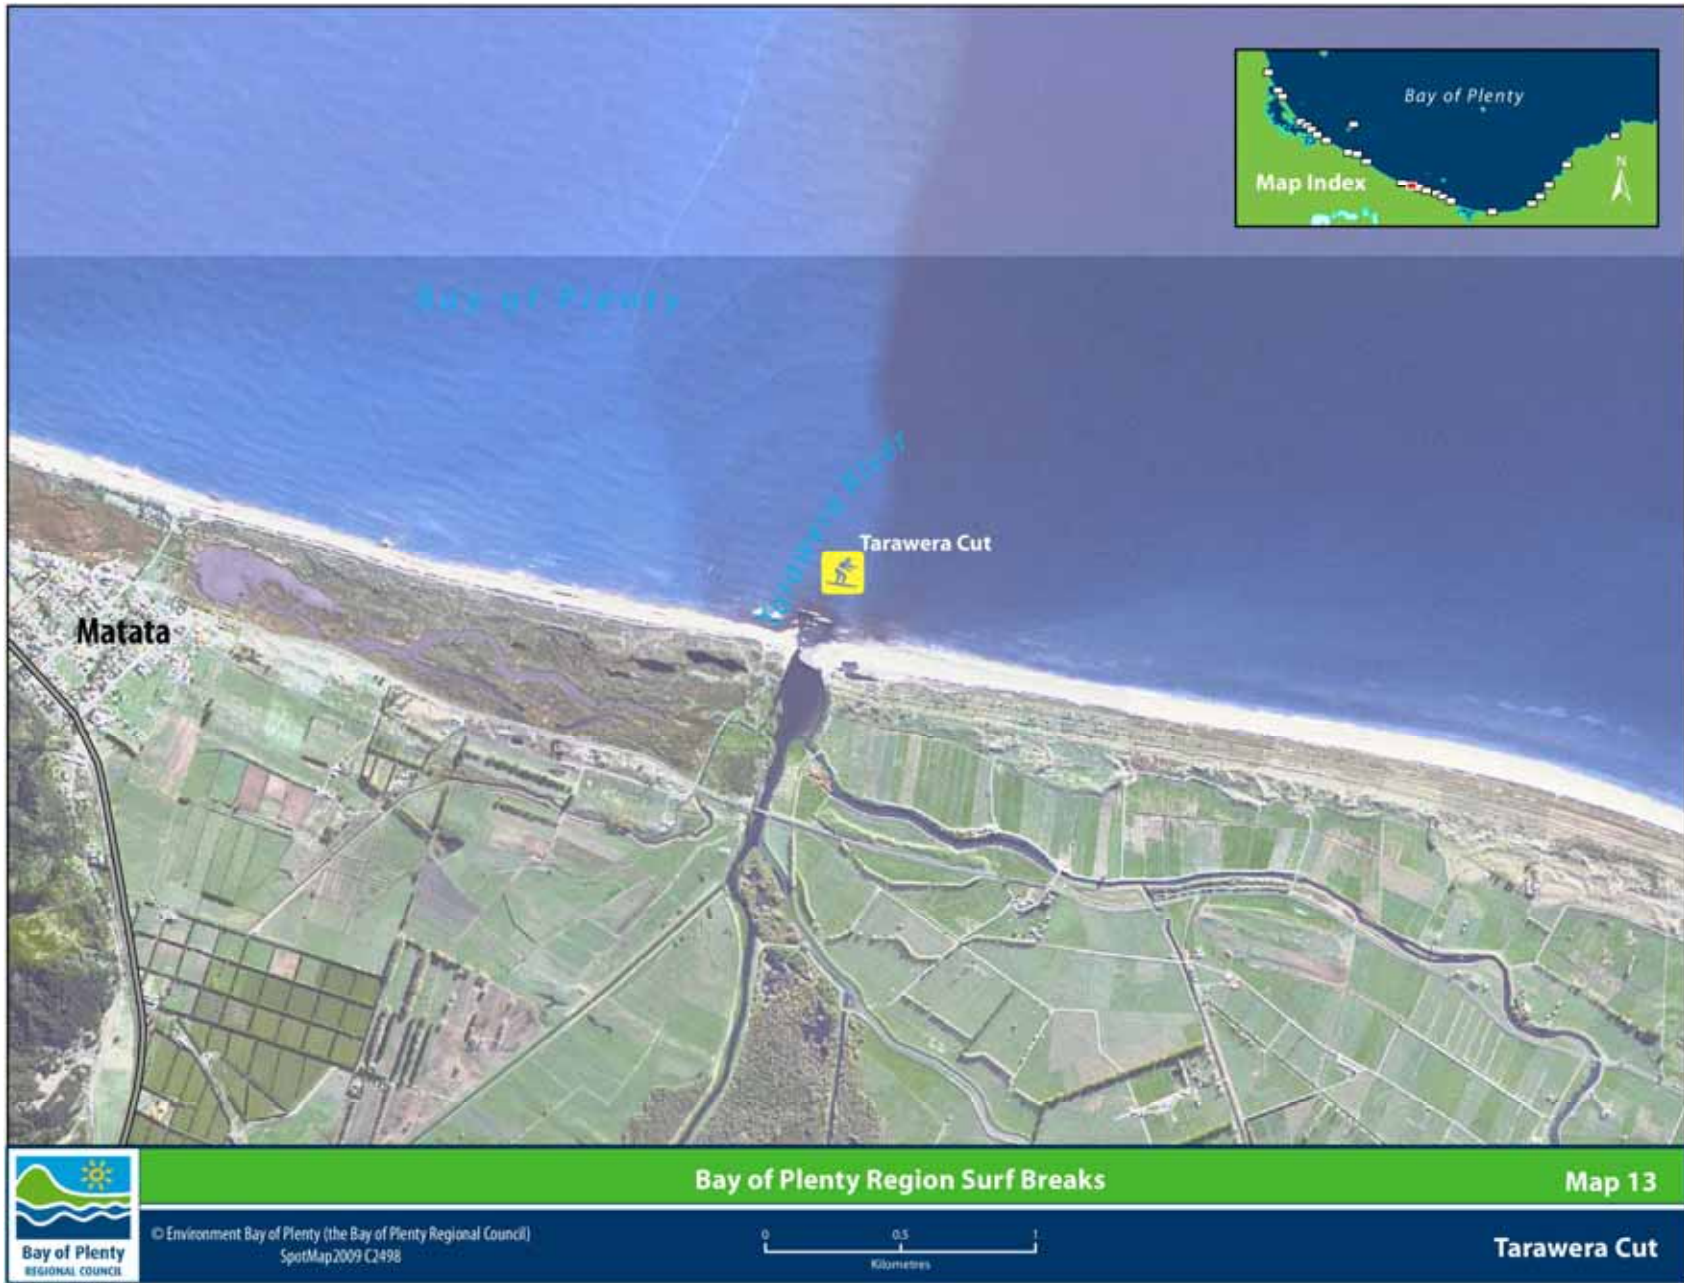 Bay of Plenty
Map Index
N
Bay of Plenty
Tarawera River
Tarawera Cut
Matata
Bay of Plenty Region Surf Breaks
Map 13
Bay of Plenty
REGIONAL COUNCIL
© Environment Bay of Plenty (the Bay of Plenty Regional Council)
SpotMap2009 C2498
0 0.5 1
Kilometres
Tarawera Cut